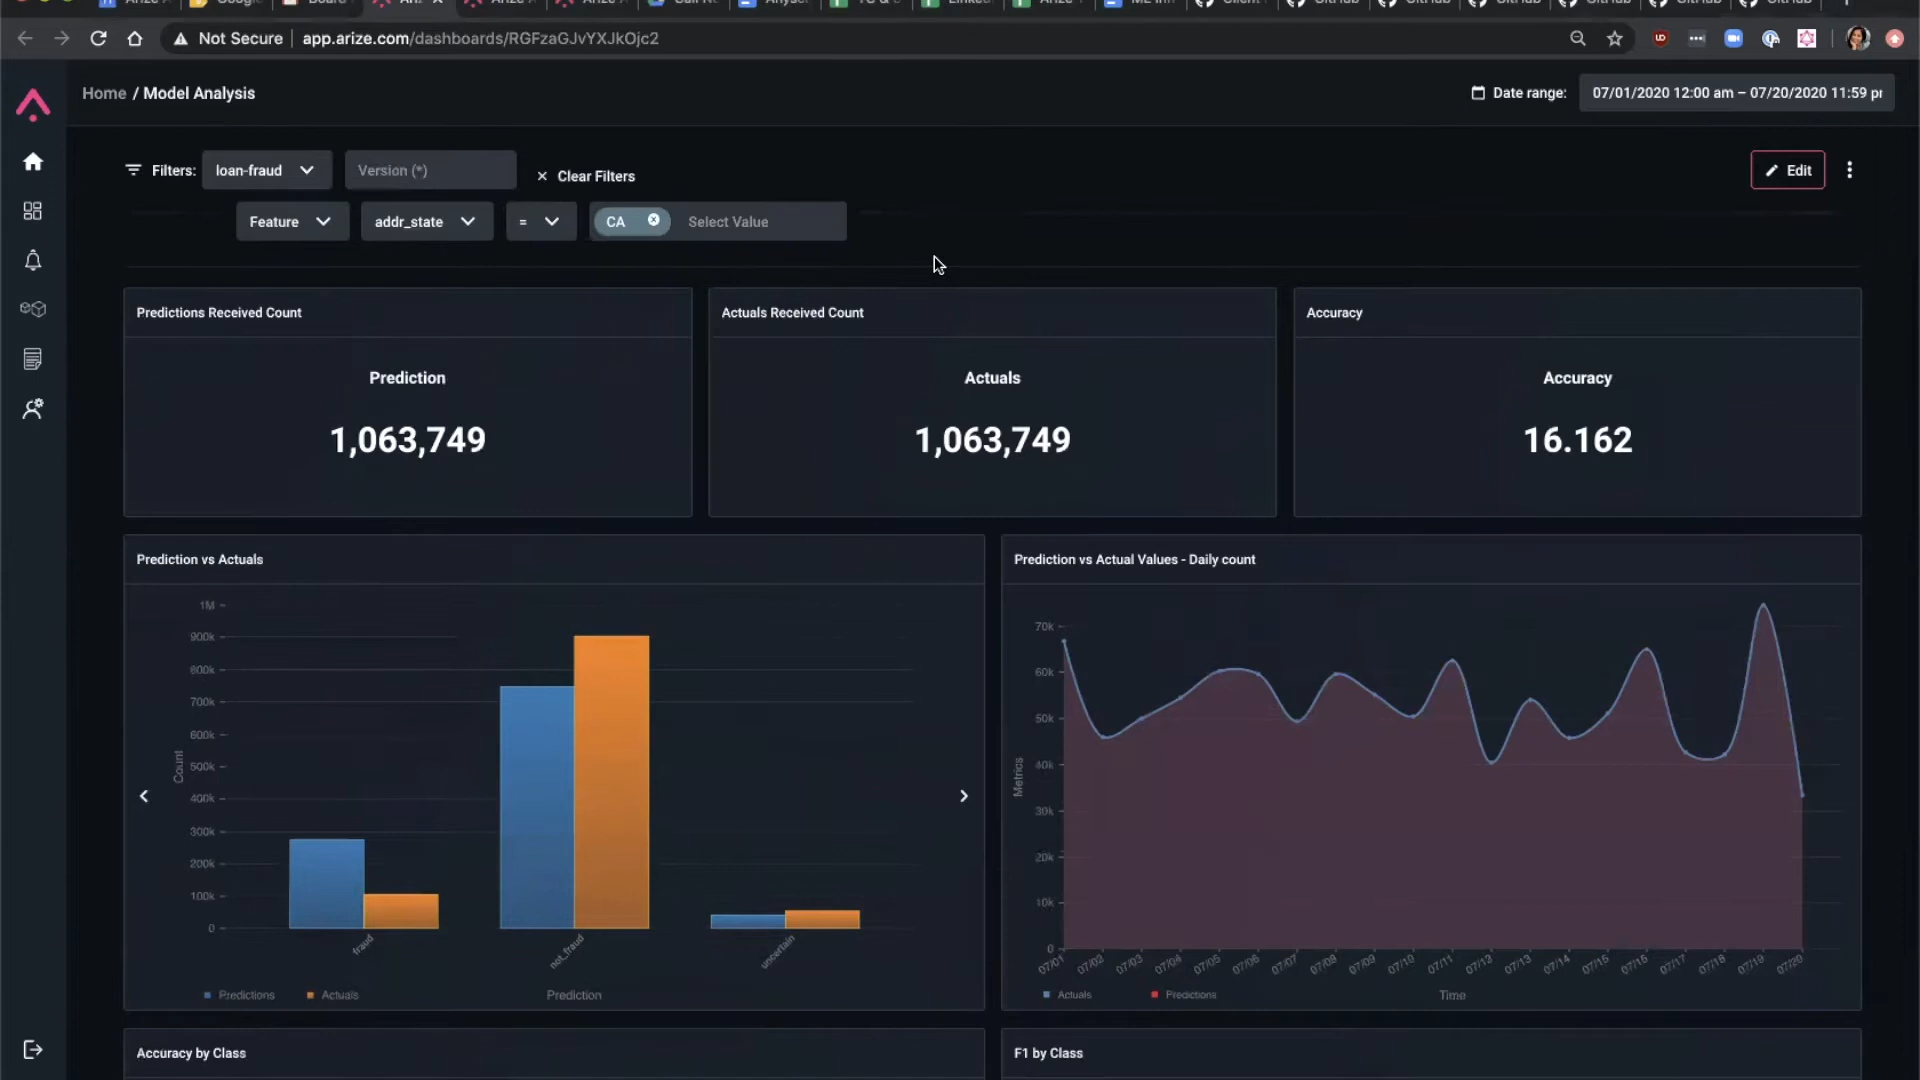 Not Secure | app.arize.com/dashboards/RGFzaGJvYXJkOjc2
Home / Model Analysis
Date range: 07/01/2020 12:00 am – 07/20/2020 11:59 pr
Filters: loan-fraud Version (*) Clear Filters
Edit
Feature addr_state = CA Select Value
Predictions Received Count
Actuals Received Count
Accuracy
Prediction
Actuals
Accuracy
1,063,749
1,063,749
16.162
Prediction vs Actuals
Prediction vs Actual Values - Daily count
1M
900k
800k
700k
600k
500k
400k
300k
200k
100k
0
Count
fraud
not_fraud
uncertain
Predictions
Actuals
Prediction
70k
60k
50k
40k
30k
20k
10k
0
Metrics
07/01
07/02
07/03
07/04
07/05
07/06
07/07
07/08
07/09
07/10
07/11
07/12
07/13
07/14
07/15
07/16
07/17
07/18
07/19
07/20
Actuals
Predictions
Time
Accuracy by Class
F1 by Class